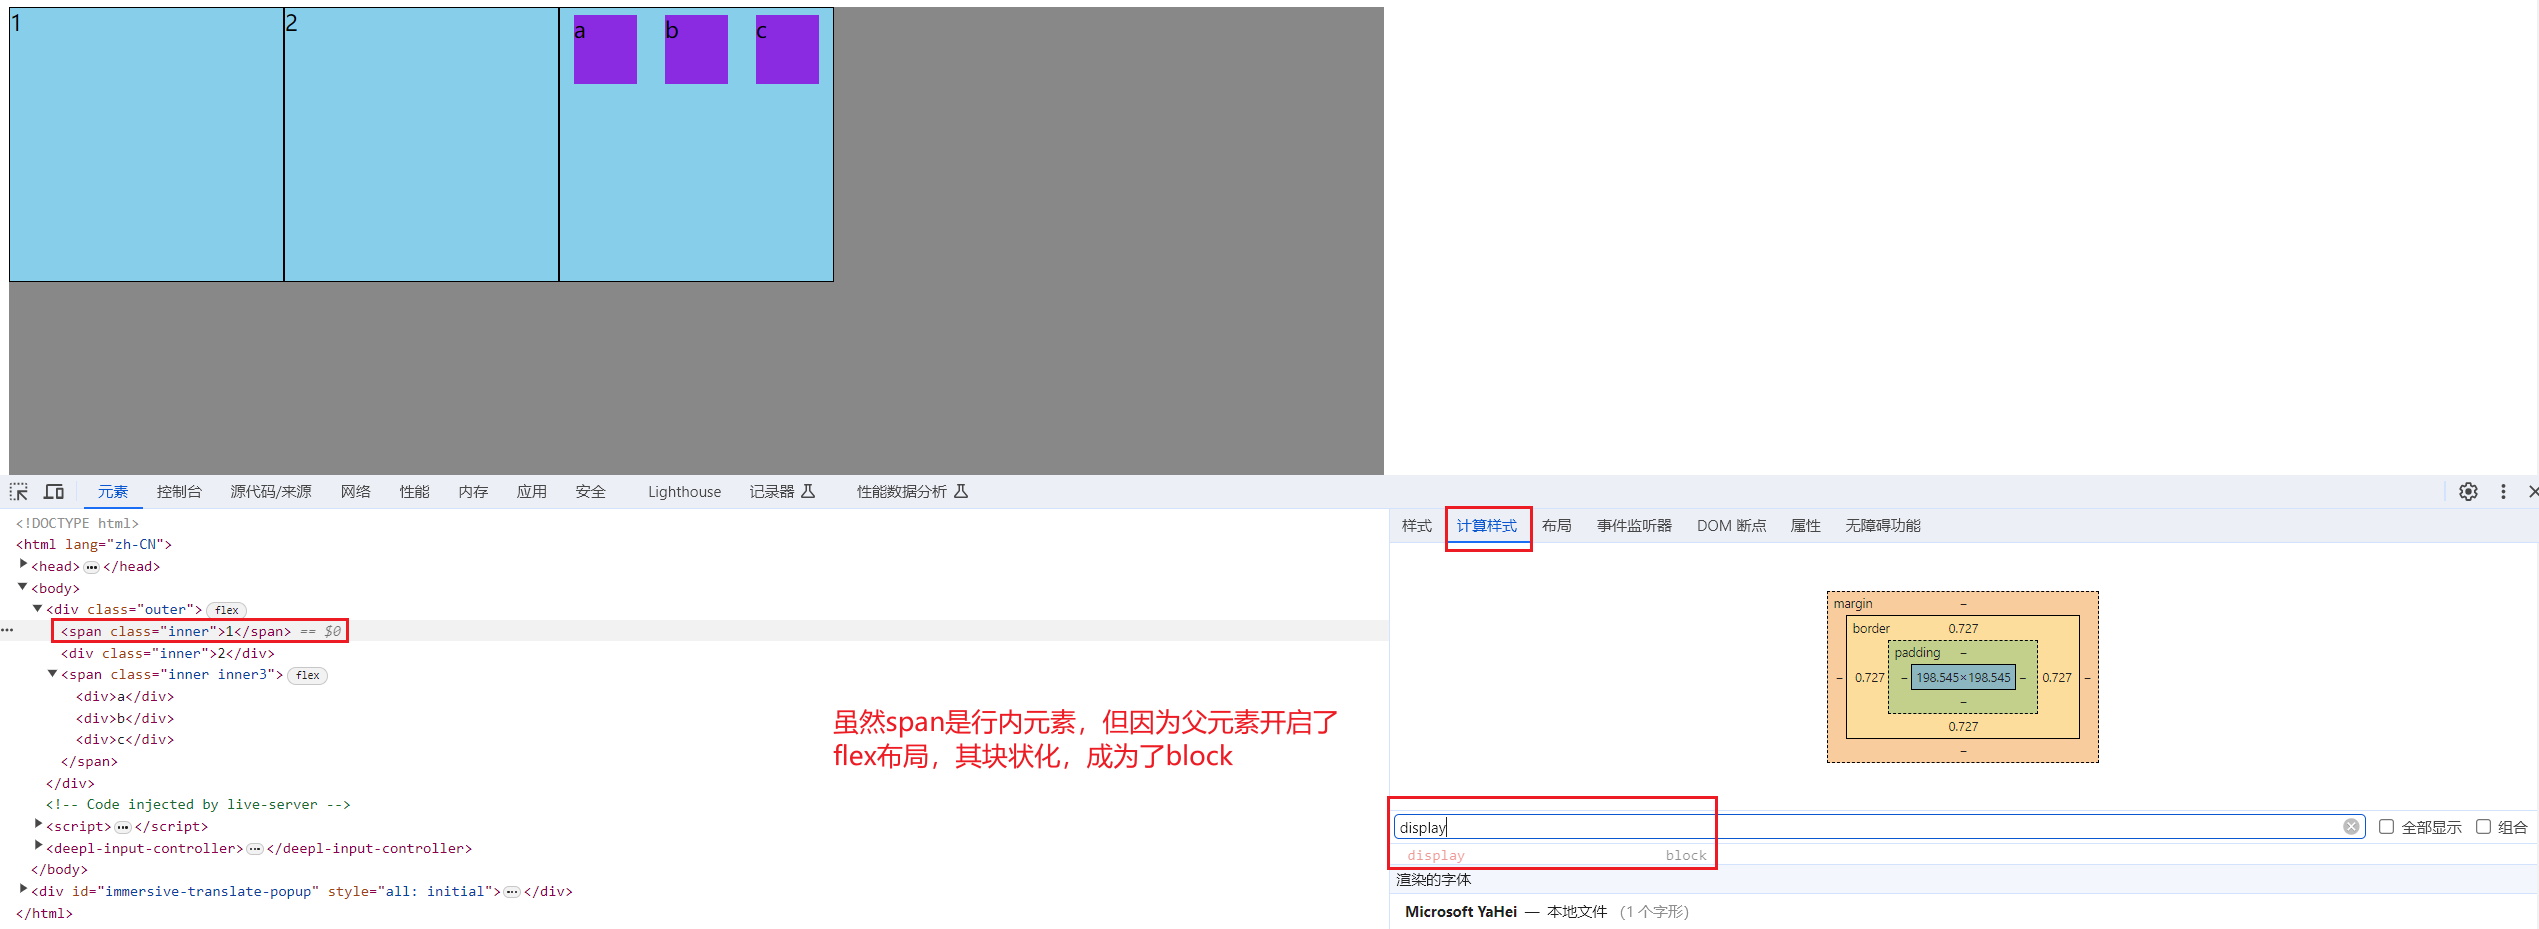 1
2
a
b
c
元素 控制台 源代码/来源 网络 性能 内存 应用 安全 Lighthouse 记录器 性能数据分析
<!DOCTYPE html>
<html lang="zh-CN">
<head> ••• </head>
<body>
<div class="outer"> flex
••• <span class="inner">1</span> == $0
<div class="inner">2</div>
<span class="inner inner3"> flex
<div>a</div>
<div>b</div>
<div>c</div>
</span>
</div>
<!-- Code injected by live-server -->
<script> ••• </script>
<deepl-input-controller> ••• </deepl-input-controller>
</body>
<div id="immersive-translate-popup" style="all: initial"> ••• </div>
</html>
虽然span是行内元素，但因为父元素开启了
flex布局，其块状化，成为了block
样式 计算样式 布局 事件监听器 DOM 断点 属性 无障碍功能
margin –
border 0.727
padding –
– 0.727 – 198.545×198.545 – 0.727 –
–
0.727
–
display 全部显示 组合
display block
渲染的字体
Microsoft YaHei — 本地文件 (1 个字形)